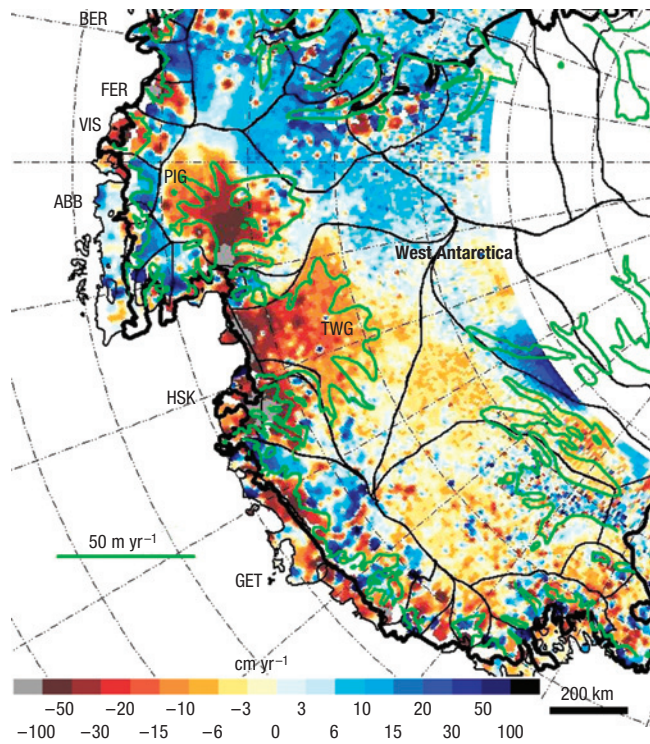 BER
FER
VIS
PIG
ABB
West Antarctica
TWG
HSK
50 m yr⁻¹
GET
cm yr⁻¹
−50 −20 −10 −3 3 10 20 50
200 km
−100 −30 −15 −6 0 6 15 30 100